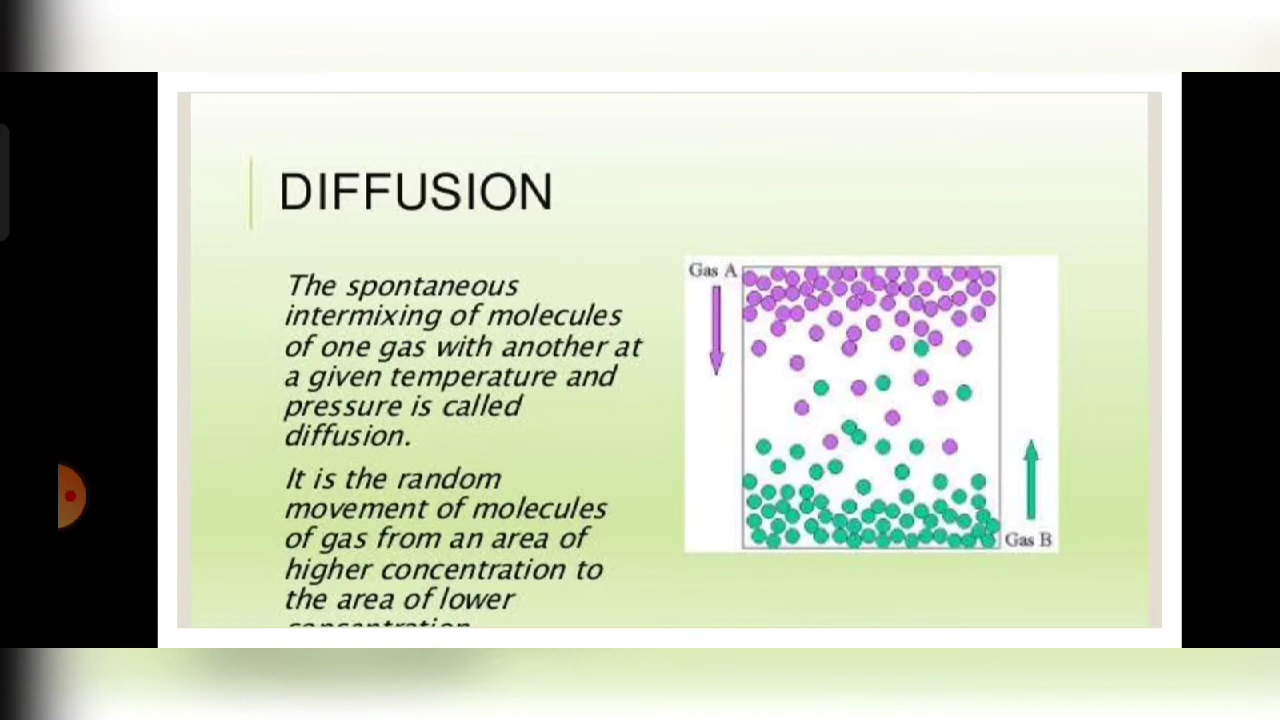 DIFFUSION
The spontaneous
intermixing of molecules
of one gas with another at
a given temperature and
pressure is called
diffusion.
It is the random
movement of molecules
of gas from an area of
higher concentration to
the area of lower
Gas A
Gas B